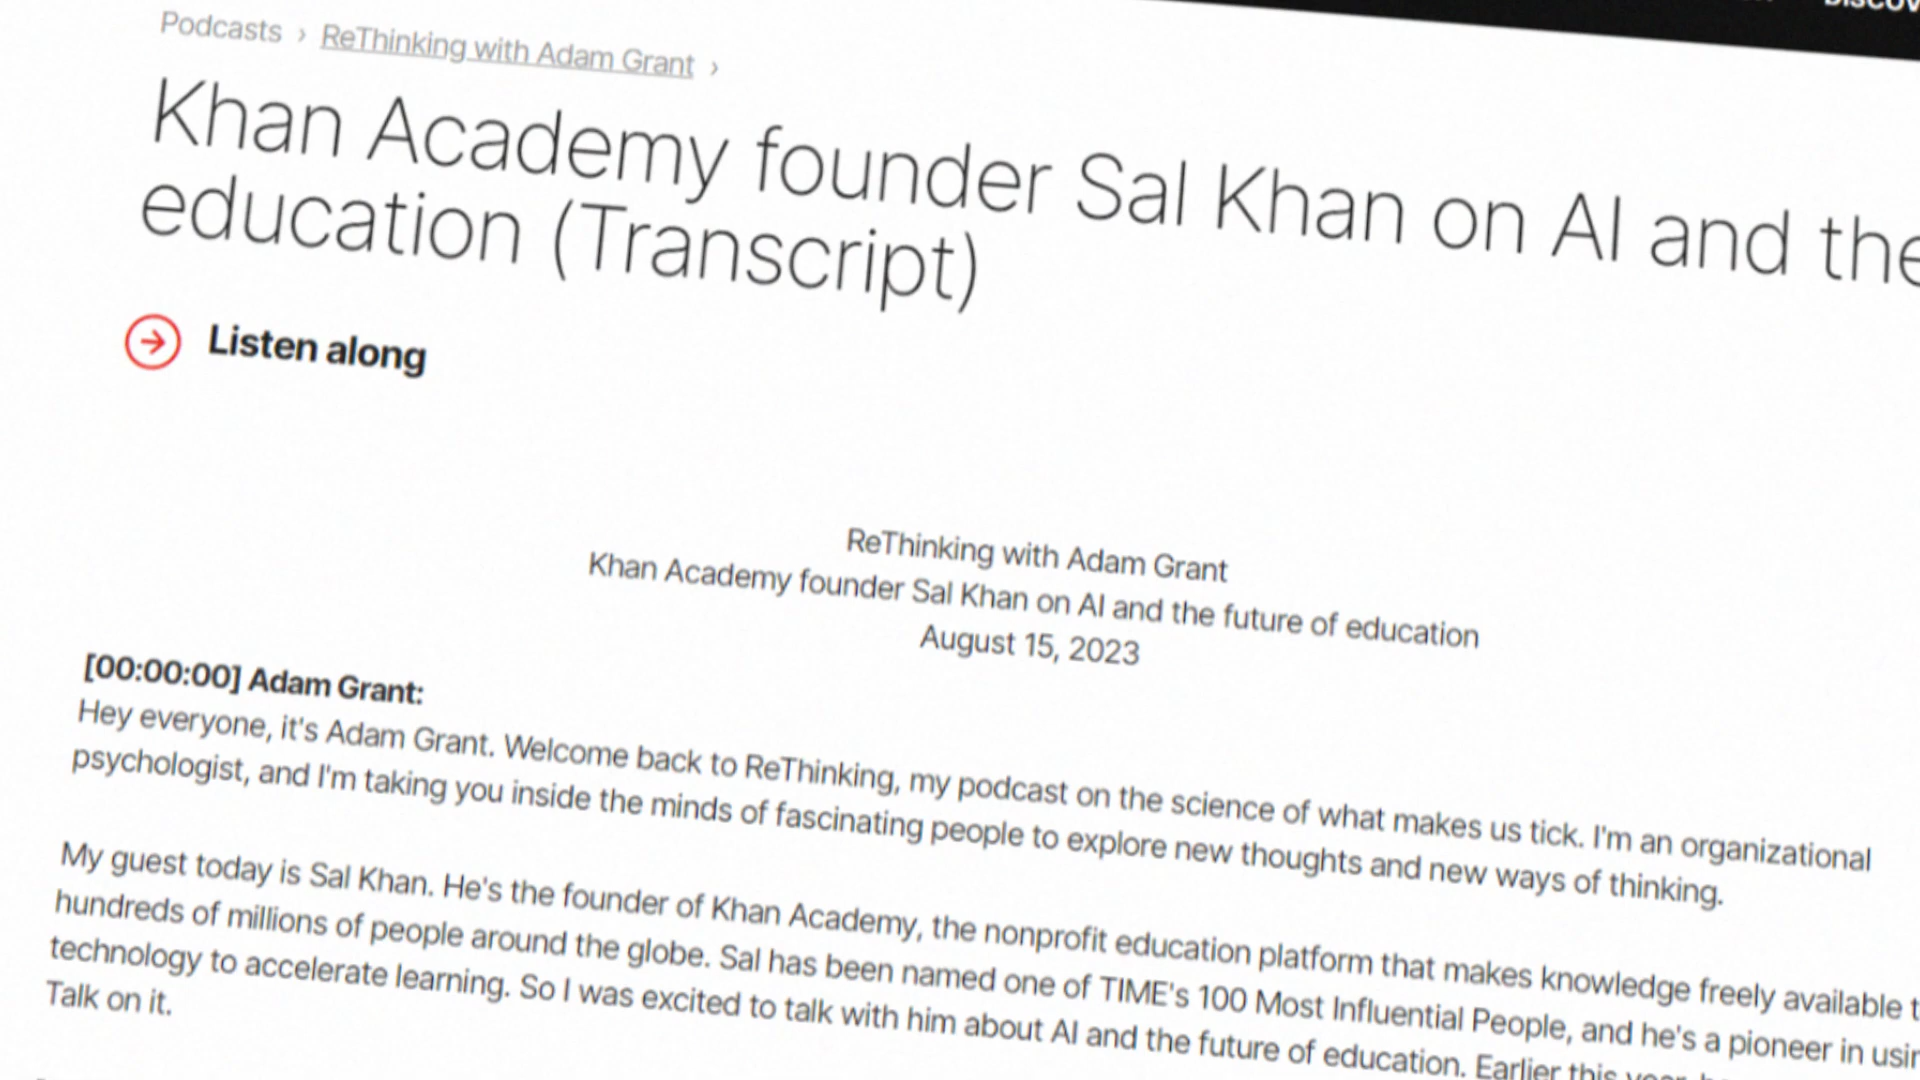 Podcasts › ReThinking with Adam Grant ›
Khan Academy founder Sal Khan on AI and the
education (Transcript)
Listen along
ReThinking with Adam Grant
Khan Academy founder Sal Khan on AI and the future of education
August 15, 2023
[00:00:00] Adam Grant:
Hey everyone, it's Adam Grant. Welcome back to ReThinking, my podcast on the science of what makes us tick. I'm an organizational
psychologist, and I'm taking you inside the minds of fascinating people to explore new thoughts and new ways of thinking.
My guest today is Sal Khan. He's the founder of Khan Academy, the nonprofit education platform that makes knowledge freely available
hundreds of millions of people around the globe. Sal has been named one of TIME's 100 Most Influential People, and he's a pioneer in
technology to accelerate learning. So I was excited to talk with him about AI and the future of education. Earlier this
Talk on it.